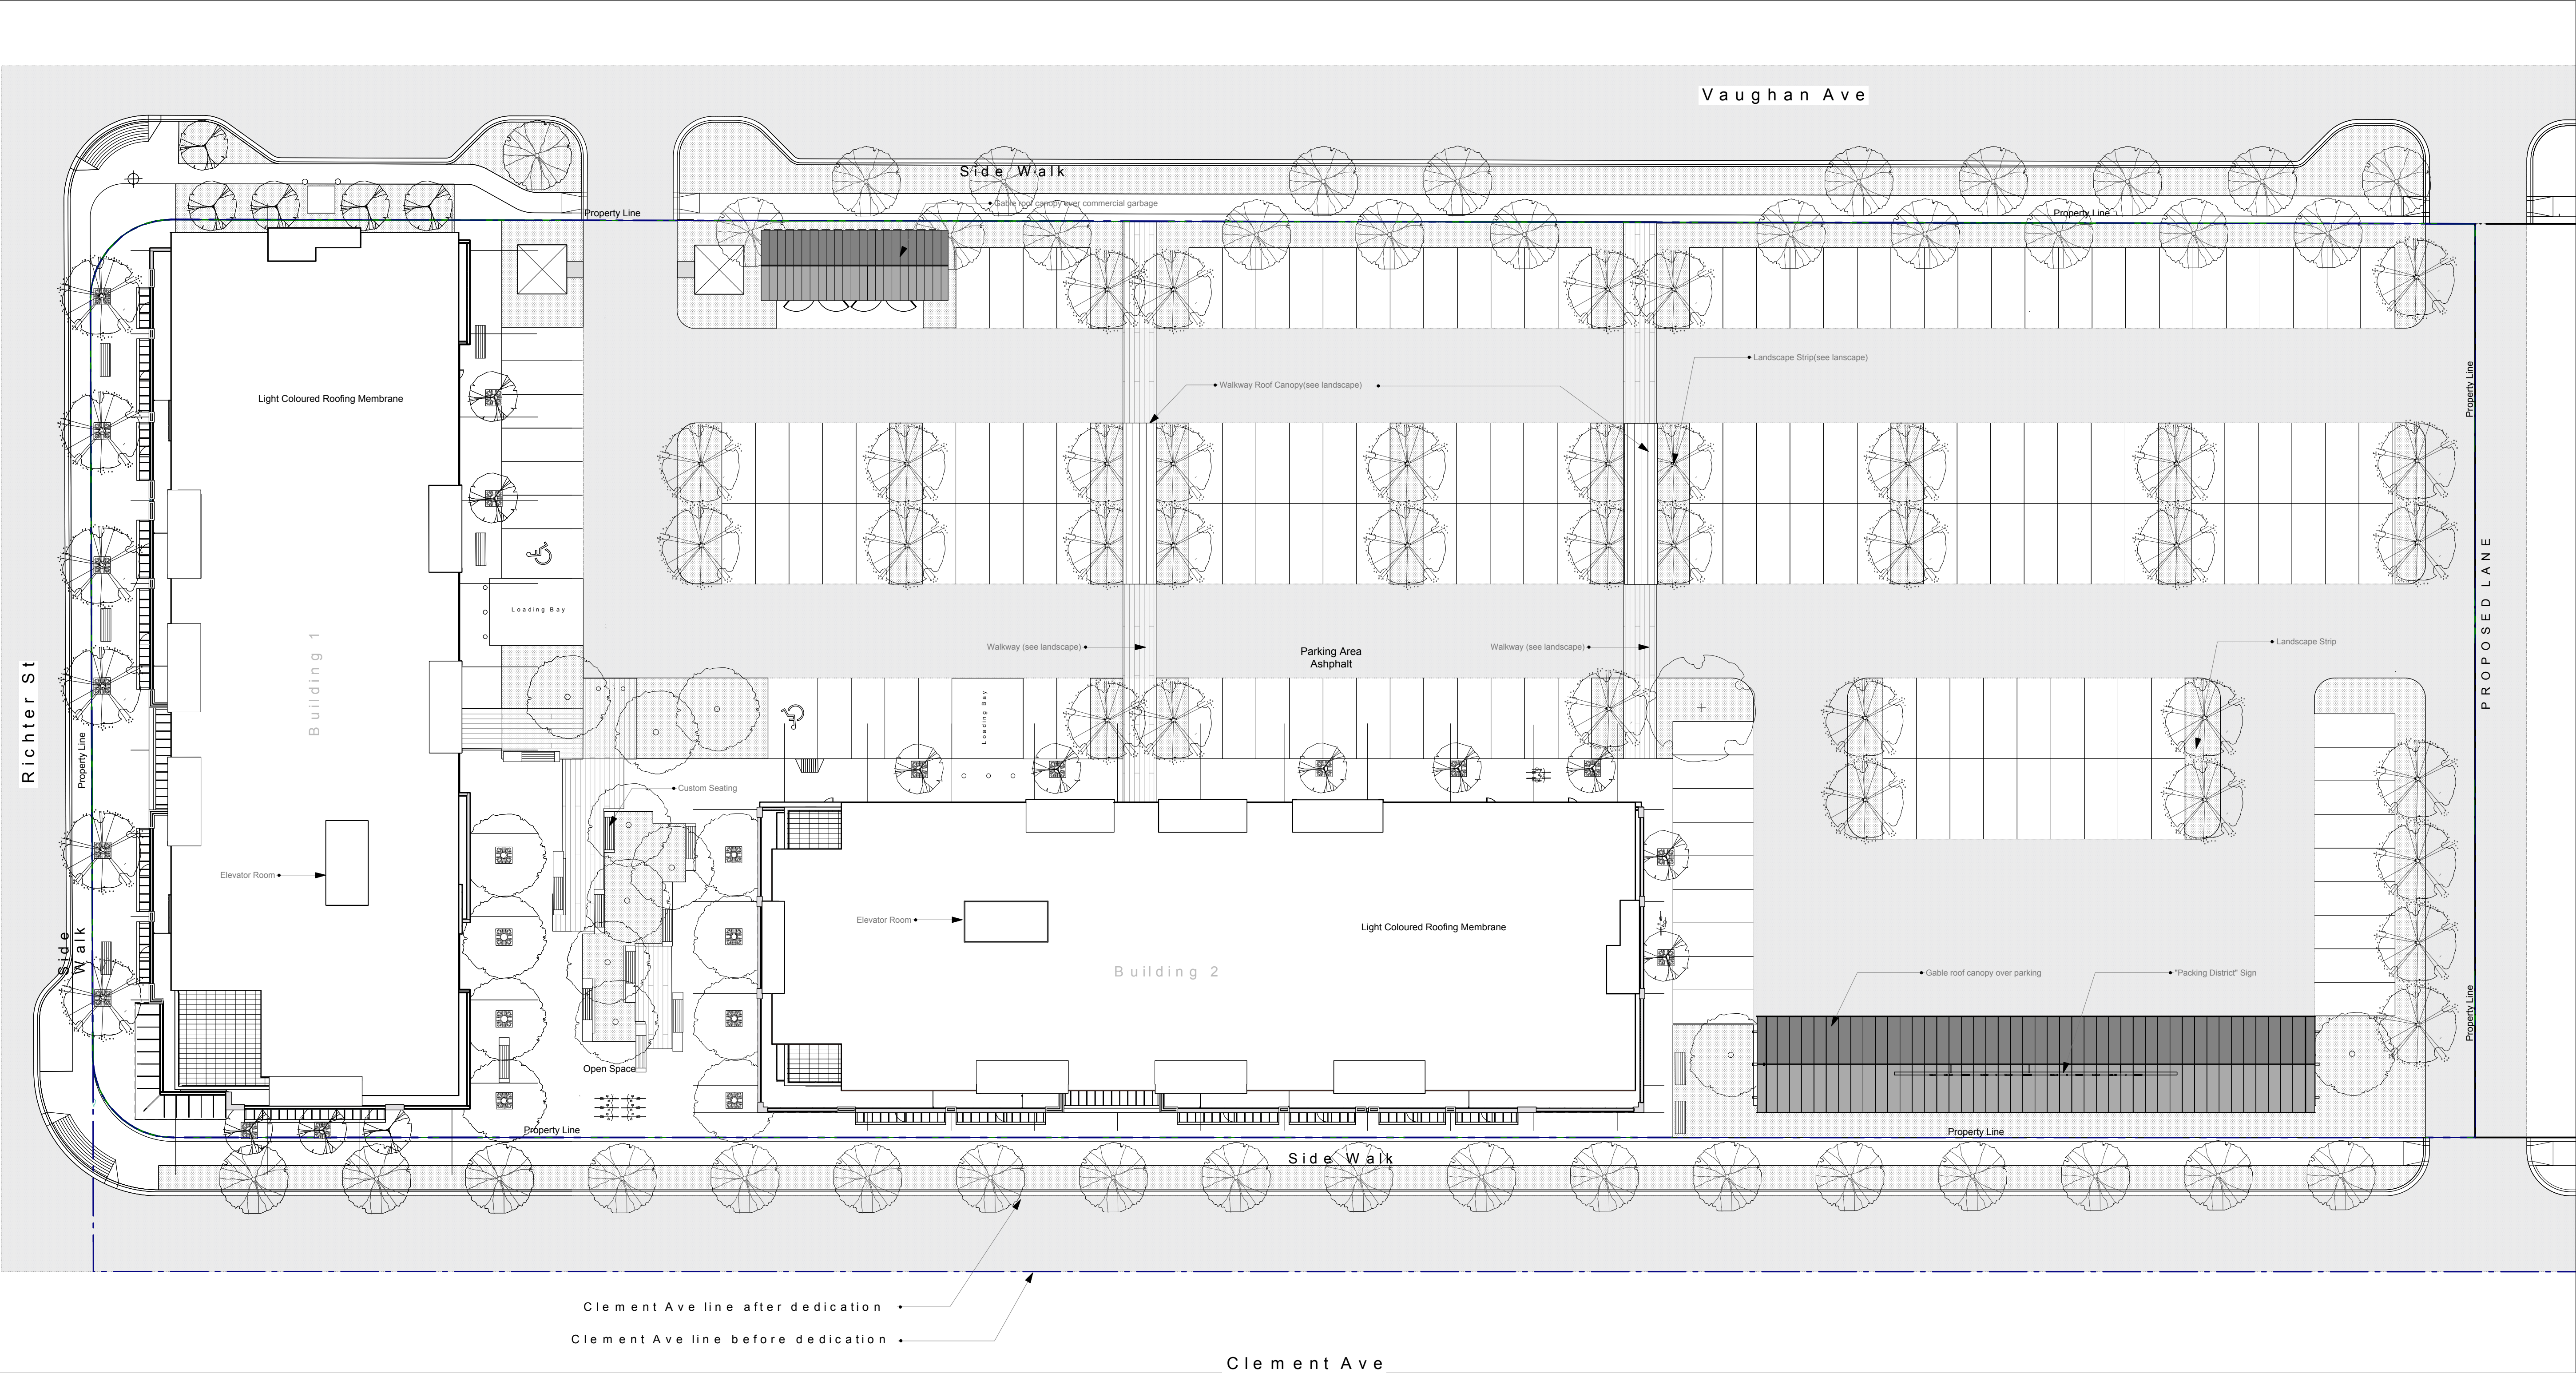 Vaughan Ave
Side Walk
Gable roof canopy over commercial garbage
Property Line
Property Line
Landscape Strip(see lanscape)
Walkway Roof Canopy(see landscape)
Light Coloured Roofing Membrane
Property Line
PROPOSED LANE
Loading Bay
Building 1
Richter St
Property Line
Walkway (see landscape)
Parking Area
Ashphalt
Walkway (see landscape)
Landscape Strip
Loading Bay
Custom Seating
Elevator Room
Elevator Room
Light Coloured Roofing Membrane
Building 2
Side
Walk
Gable roof canopy over parking
"Packing District" Sign
Property Line
Open Space
Property Line
Property Line
Side Walk
Clement Ave line after dedication
Clement Ave line before dedication
Clement Ave